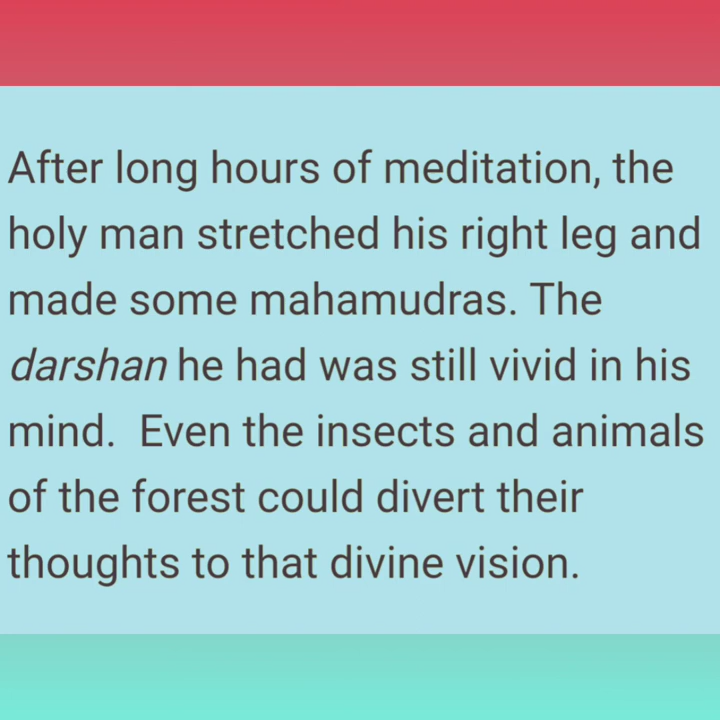 After long hours of meditation, the
holy man stretched his right leg and
made some mahamudras. The
darshan he had was still vivid in his
mind.  Even the insects and animals
of the forest could divert their
thoughts to that divine vision.